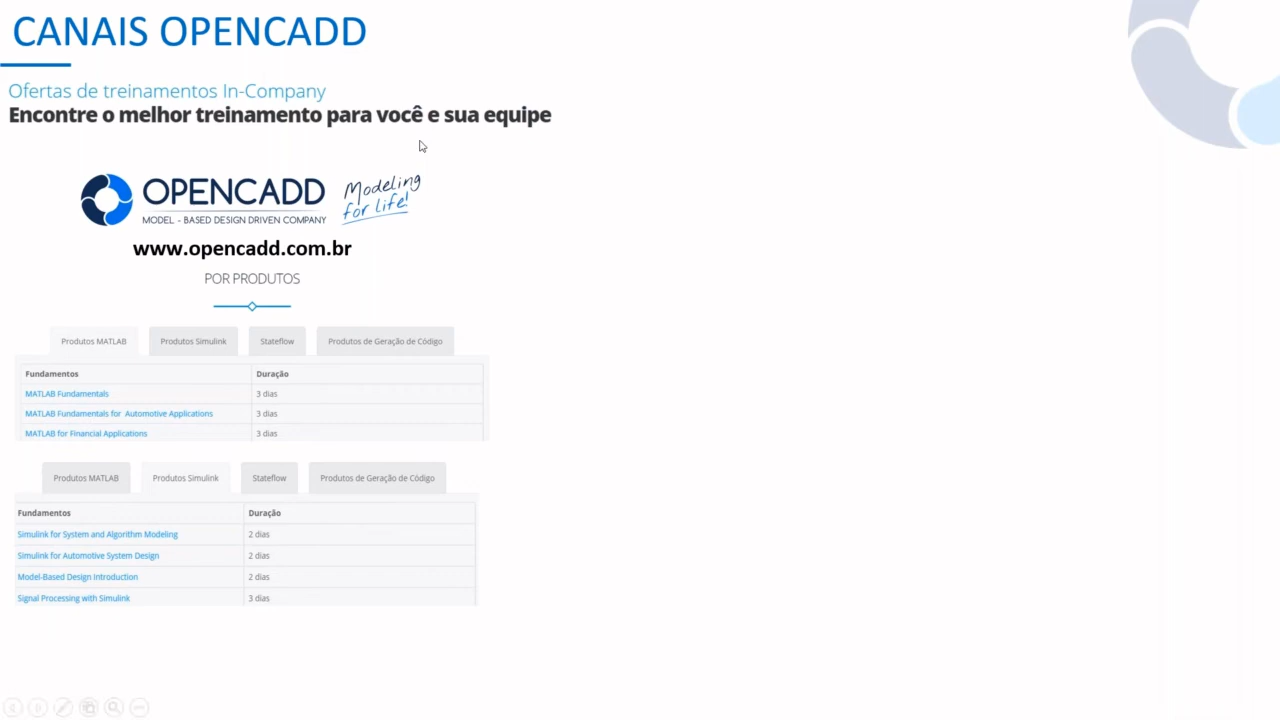 CANAIS OPENCADD
Ofertas de treinamentos In-Company
Encontre o melhor treinamento para você e sua equipe
OPENCADD
MODEL - BASED DESIGN DRIVEN COMPANY
Modeling
for life!
www.opencadd.com.br
POR PRODUTOS
Produtos MATLAB Produtos Simulink Stateflow Produtos de Geração de Código
Fundamentos Duração
MATLAB Fundamentals 3 dias
MATLAB Fundamentals for Automotive Applications 3 dias
MATLAB for Financial Applications 3 dias
Produtos MATLAB Produtos Simulink Stateflow Produtos de Geração de Código
Fundamentos Duração
Simulink for System and Algorithm Modeling 2 dias
Simulink for Automotive System Design 2 dias
Model-Based Design Introduction 2 dias
Signal Processing with Simulink 3 dias